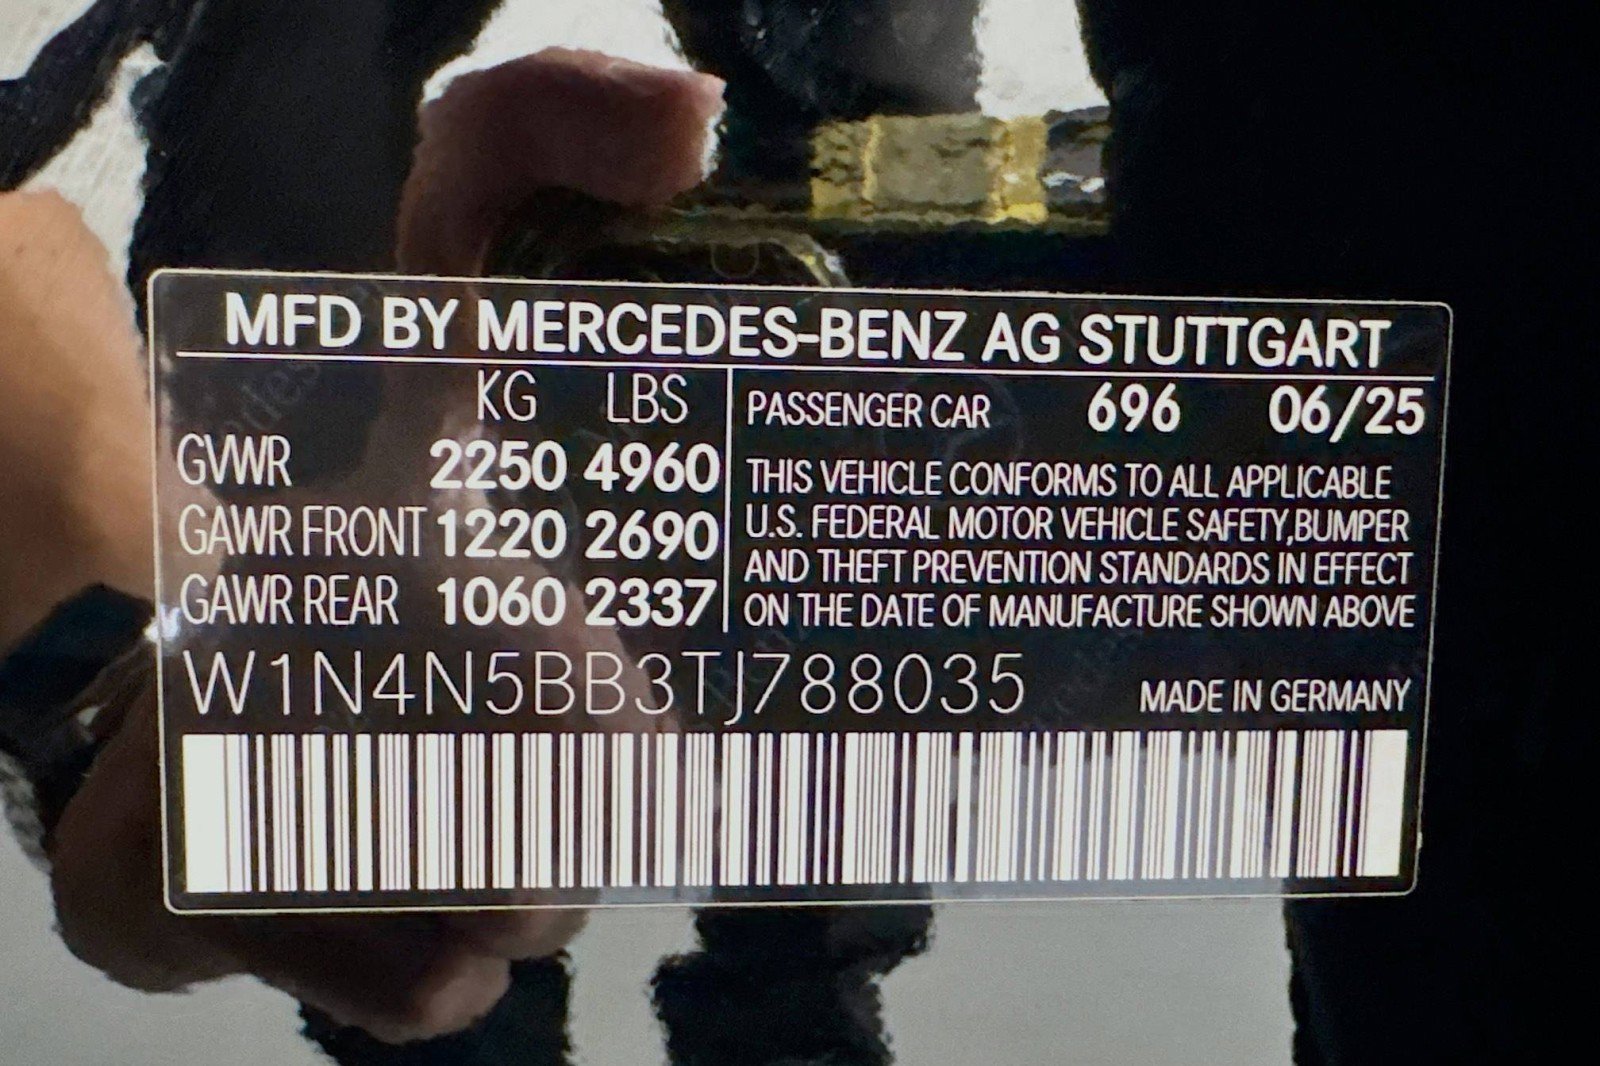 MFD BY MERCEDES-BENZ AG STUTTGART
KG LBS
GVWR 2250 4960
GAWR FRONT 1220 2690
GAWR REAR 1060 2337
PASSENGER CAR 696 06/25
THIS VEHICLE CONFORMS TO ALL APPLICABLE
U.S. FEDERAL MOTOR VEHICLE SAFETY,BUMPER
AND THEFT PREVENTION STANDARDS IN EFFECT
ON THE DATE OF MANUFACTURE SHOWN ABOVE
W1N4N5BB3TJ788035
MADE IN GERMANY